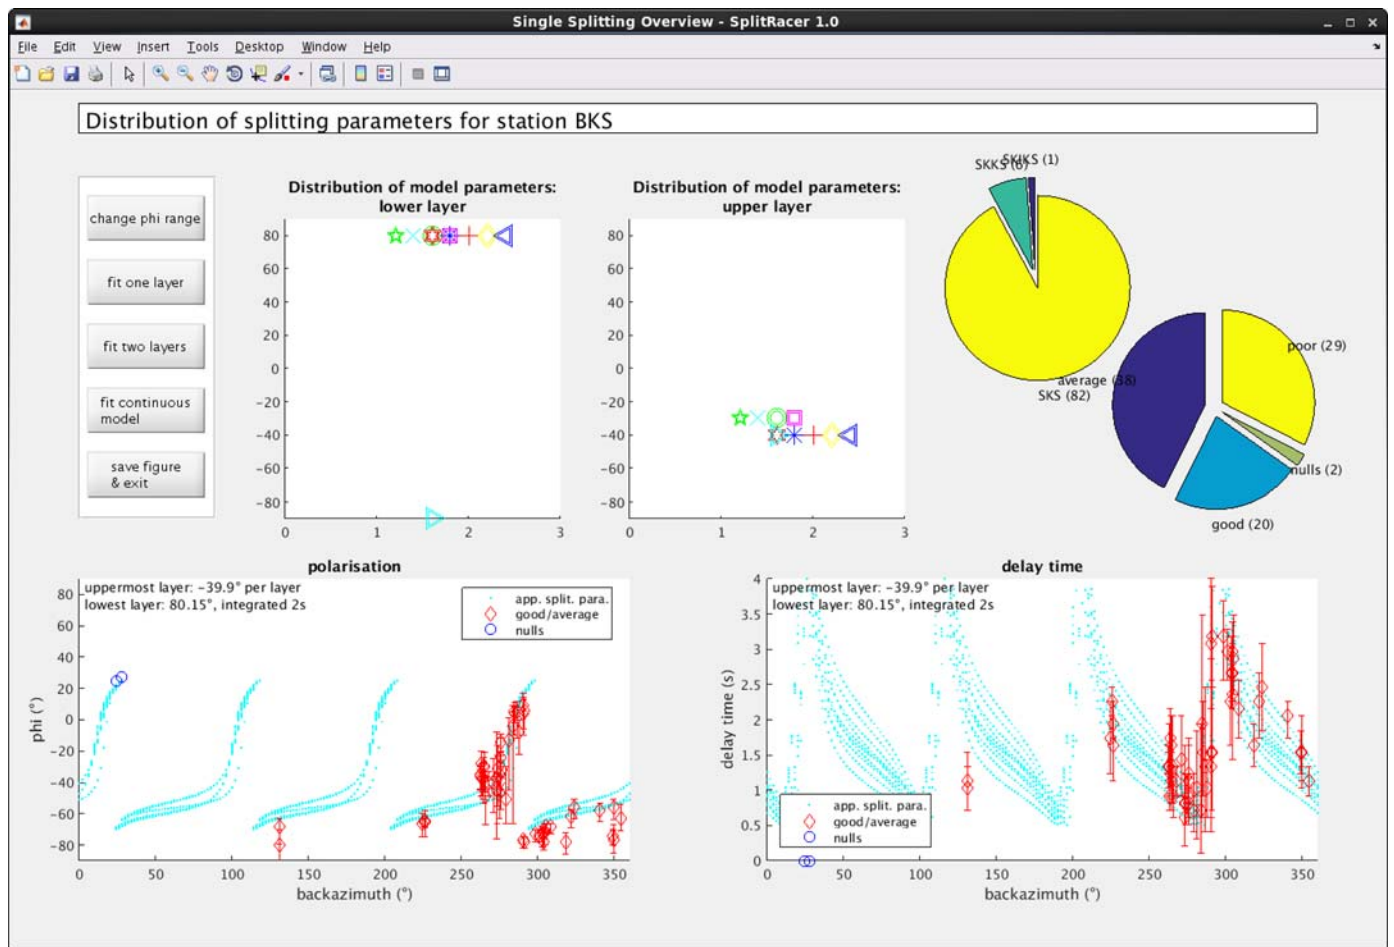 Single Splitting Overview - SplitRacer 1.0
File Edit View Insert Tools Desktop Window Help
Distribution of splitting parameters for station BKS
change phi range
fit one layer
fit two layers
fit continuous
model
save figure
& exit
Distribution of model parameters:
lower layer
80
60
40
20
0
-20
-40
-60
-80
0 1 2 3
Distribution of model parameters:
upper layer
80
60
40
20
0
-20
-40
-60
-80
0 1 2 3
SKKS (6)
SKIKS (1)
SKS (82)
average (38)
poor (29)
nulls (2)
good (20)
polarisation
uppermost layer: -39.9° per layer
lowest layer: 80.15°, integrated 2s
app. split. para.
good/average
nulls
phi (°)
80
60
40
20
0
-20
-40
-60
-80
0 50 100 150 200 250 300 350
backazimuth (°)
delay time
uppermost layer: -39.9° per layer
lowest layer: 80.15°, integrated 2s
app. split. para.
good/average
nulls
delay time (s)
4
3.5
3
2.5
2
1.5
1
0.5
0
0 50 100 150 200 250 300 350
backazimuth (°)